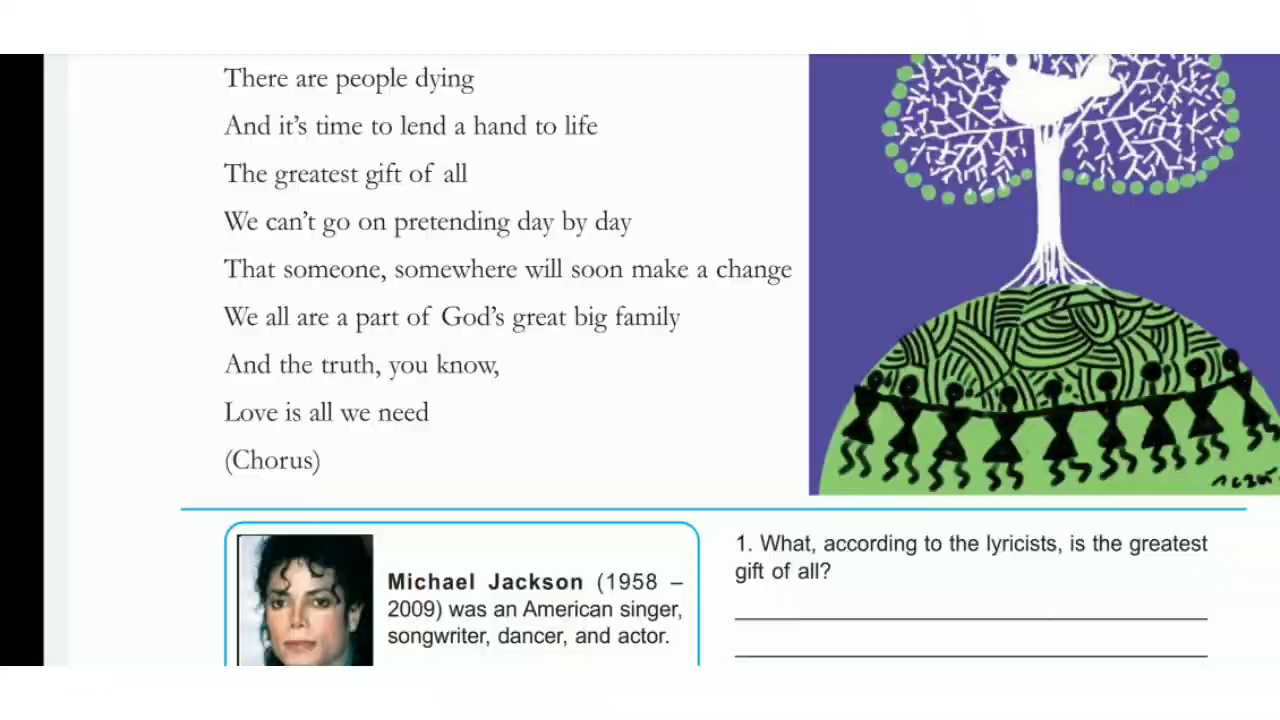 There are people dying
And it's time to lend a hand to life
The greatest gift of all
We can't go on pretending day by day
That someone, somewhere will soon make a change
We all are a part of God's great big family
And the truth, you know,
Love is all we need
(Chorus)
Michael Jackson (1958 –
2009) was an American singer,
songwriter, dancer, and actor.
1. What, according to the lyricists, is the greatest
gift of all?